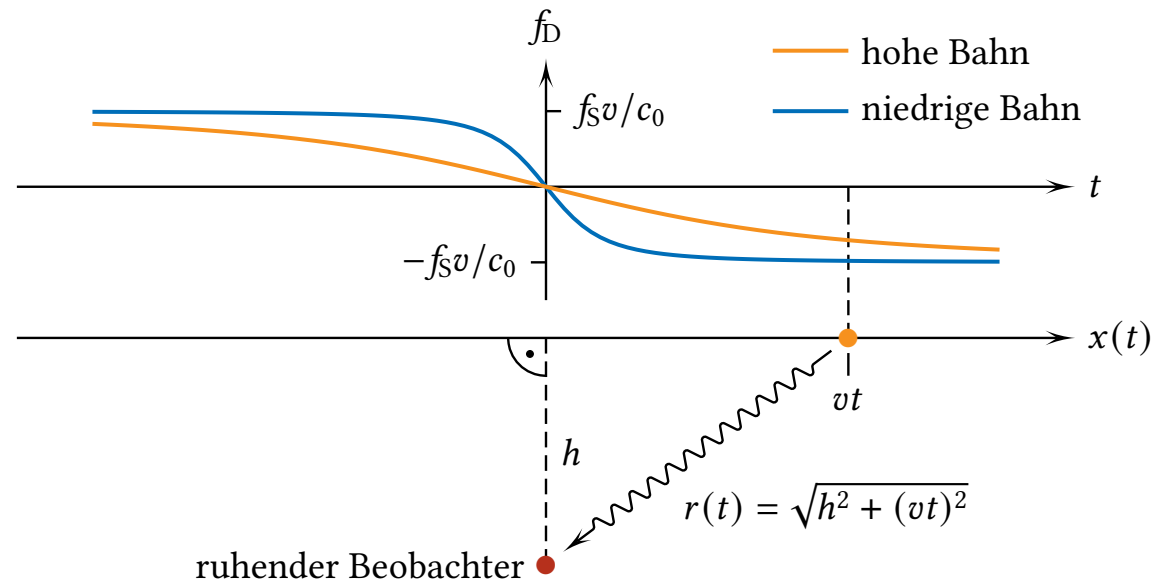 f_D
hohe Bahn
niedrige Bahn
f_S v/c_0
t
−f_S v/c_0
x(t)
vt
h
r(t) = √(h² + (vt)²)
ruhender Beobachter